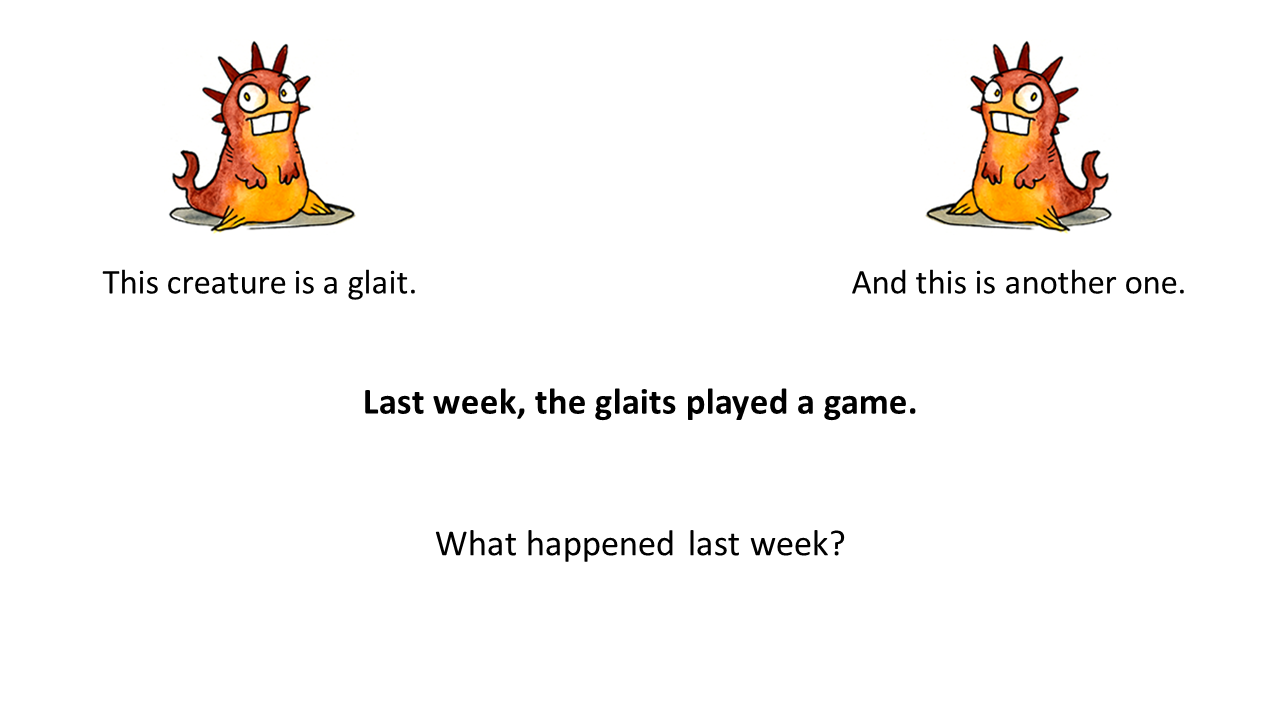 This creature is a glait.
And this is another one.
Last week, the glaits played a game.
What happened last week?